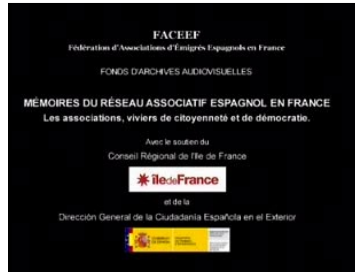 FACEEF
Fédération d'Associations d'Émigrés Espagnols en France
FONDS D'ARCHIVES AUDIOVISUELLES
MÉMOIRES DU RÉSEAU ASSOCIATIF ESPAGNOL EN FRANCE
Les associations, viviers de citoyenneté et de démocratie.
Avec le soutien du
Conseil Régional de l'Ile de France
îledeFrance
et de la
Dirección General de la Ciudadanía Española en el Exterior